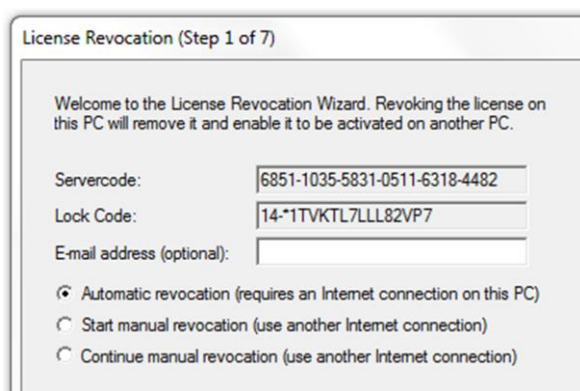 License Revocation (Step 1 of 7)
Welcome to the License Revocation Wizard. Revoking the license on
this PC will remove it and enable it to be activated on another PC.
Servercode: 6851-1035-5831-0511-6318-4482
Lock Code: 14-*1TVKTL7LLL82VP7
E-mail address (optional):
Automatic revocation (requires an Internet connection on this PC)
Start manual revocation (use another Internet connection)
Continue manual revocation (use another Internet connection)